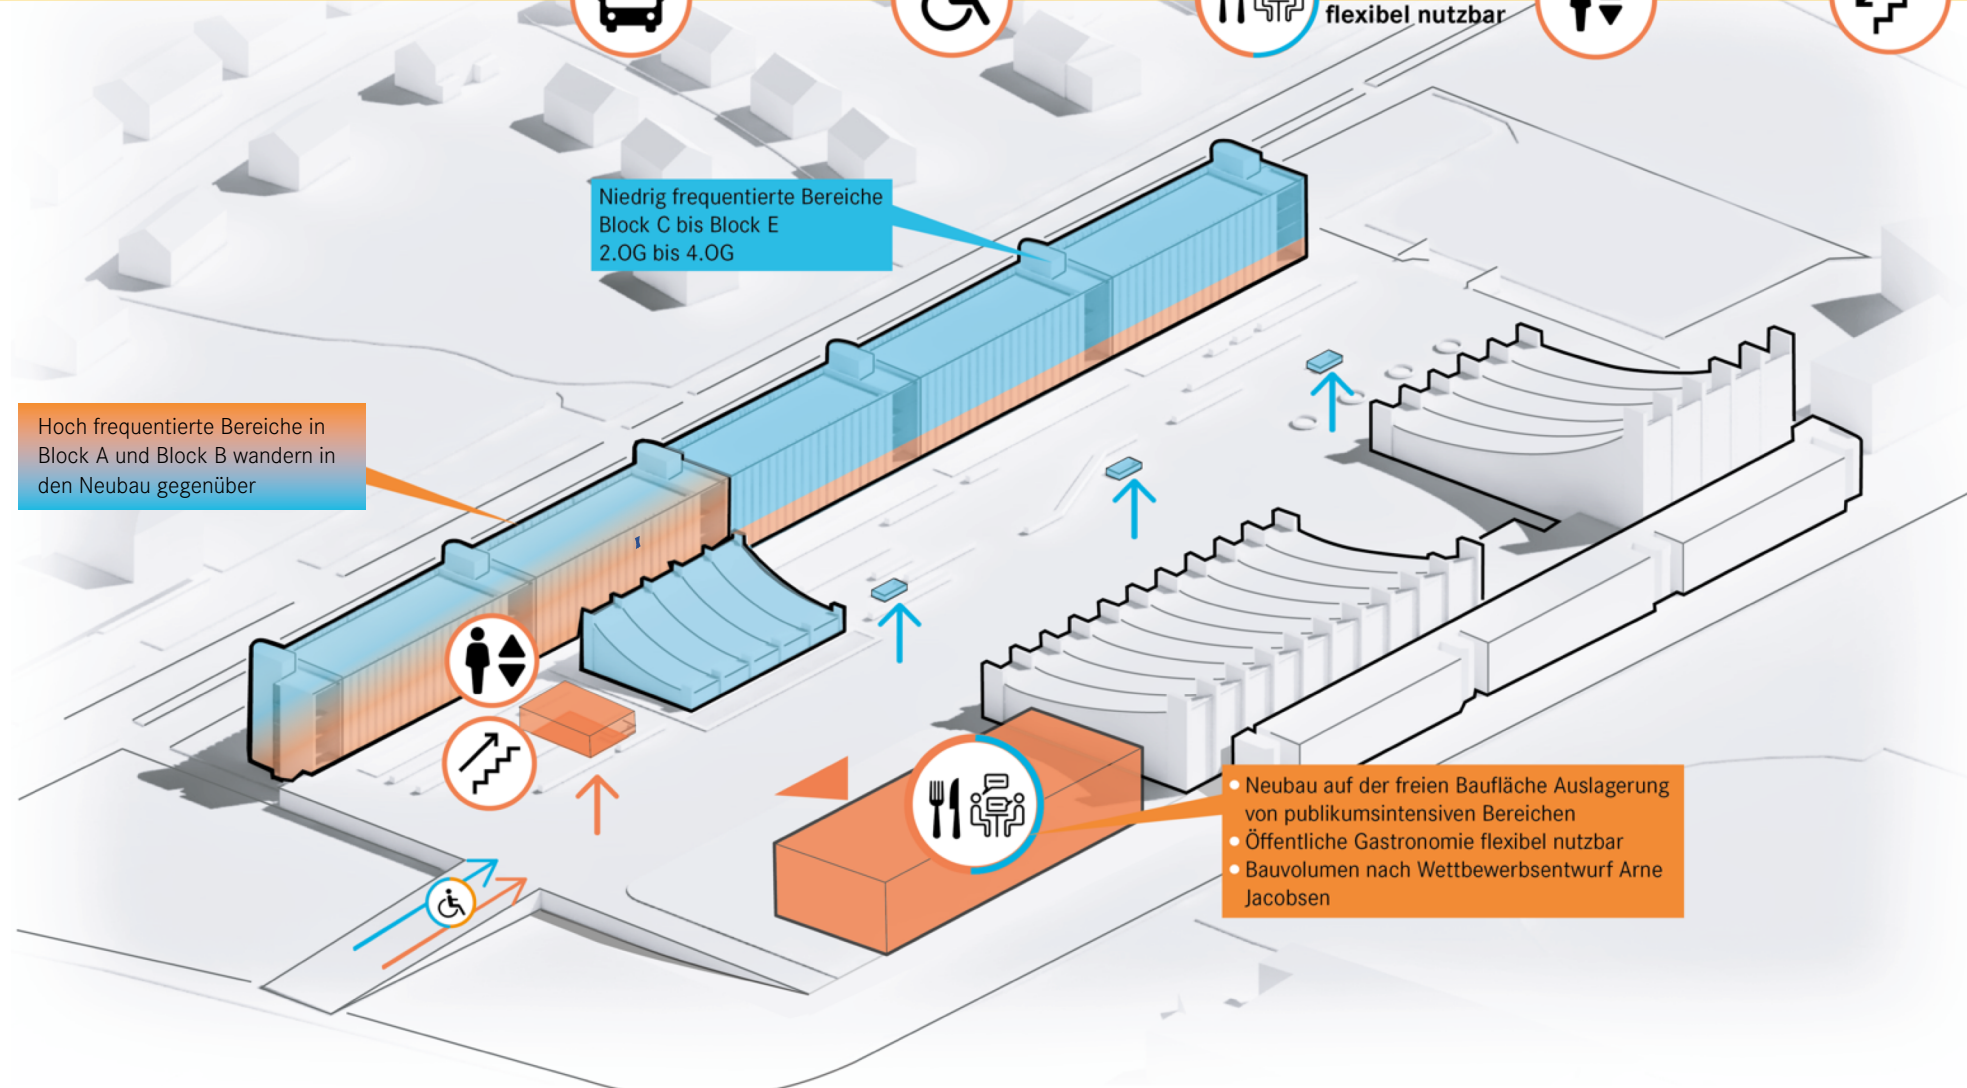 flexibel nutzbar
Niedrig frequentierte Bereiche
Block C bis Block E
2.OG bis 4.OG
Hoch frequentierte Bereiche in
Block A und Block B wandern in
den Neubau gegenüber
• Neubau auf der freien Baufläche Auslagerung
von publikumsintensiven Bereichen
• Öffentliche Gastronomie flexibel nutzbar
• Bauvolumen nach Wettbewerbsentwurf Arne
Jacobsen